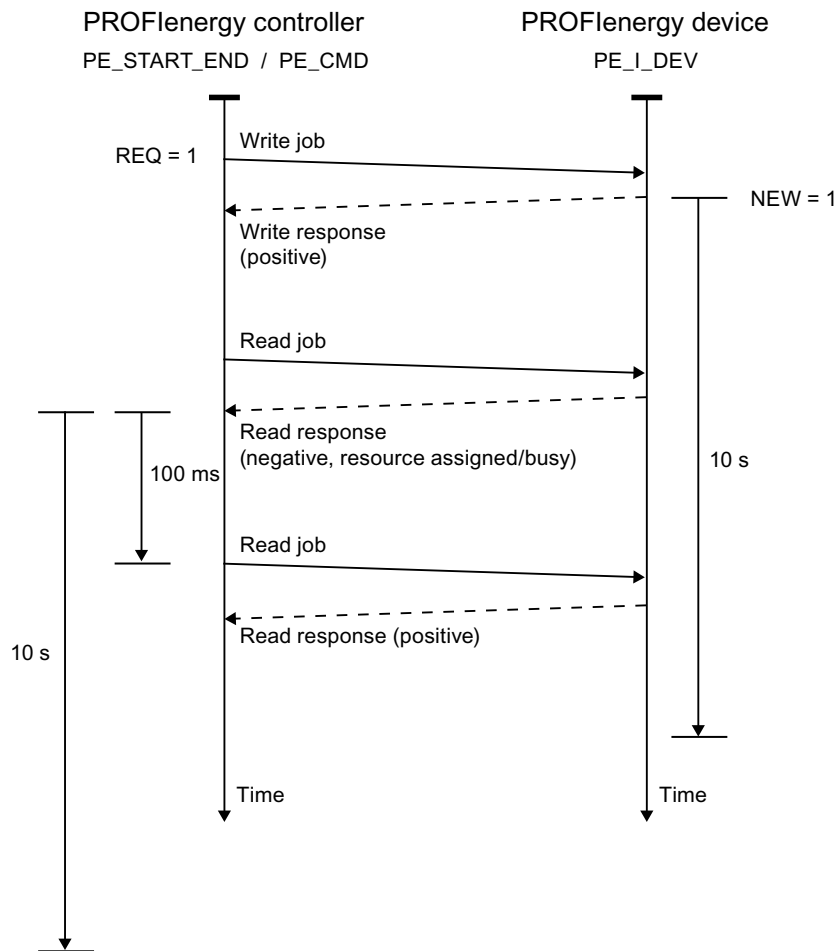 PROFIenergy controller
PROFIenergy device
PE_START_END / PE_CMD
PE_I_DEV
Write job
REQ = 1
NEW = 1
Write response
(positive)
Read job
Read response
(negative, resource assigned/busy)
10 s
100 ms
Read job
Read response (positive)
10 s
Time
Time